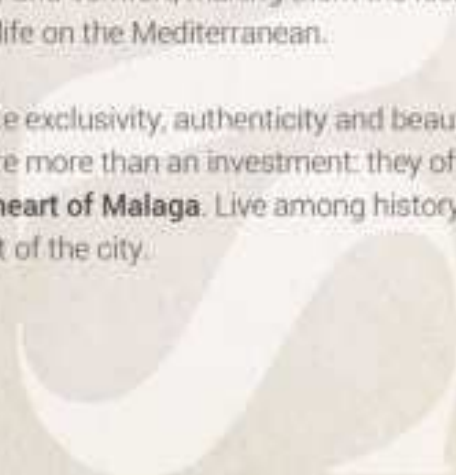 life on the Mediterranean.
e exclusivity, authenticity and beau
re more than an investment: they of
heart of Malaga. Live among history
t of the city.